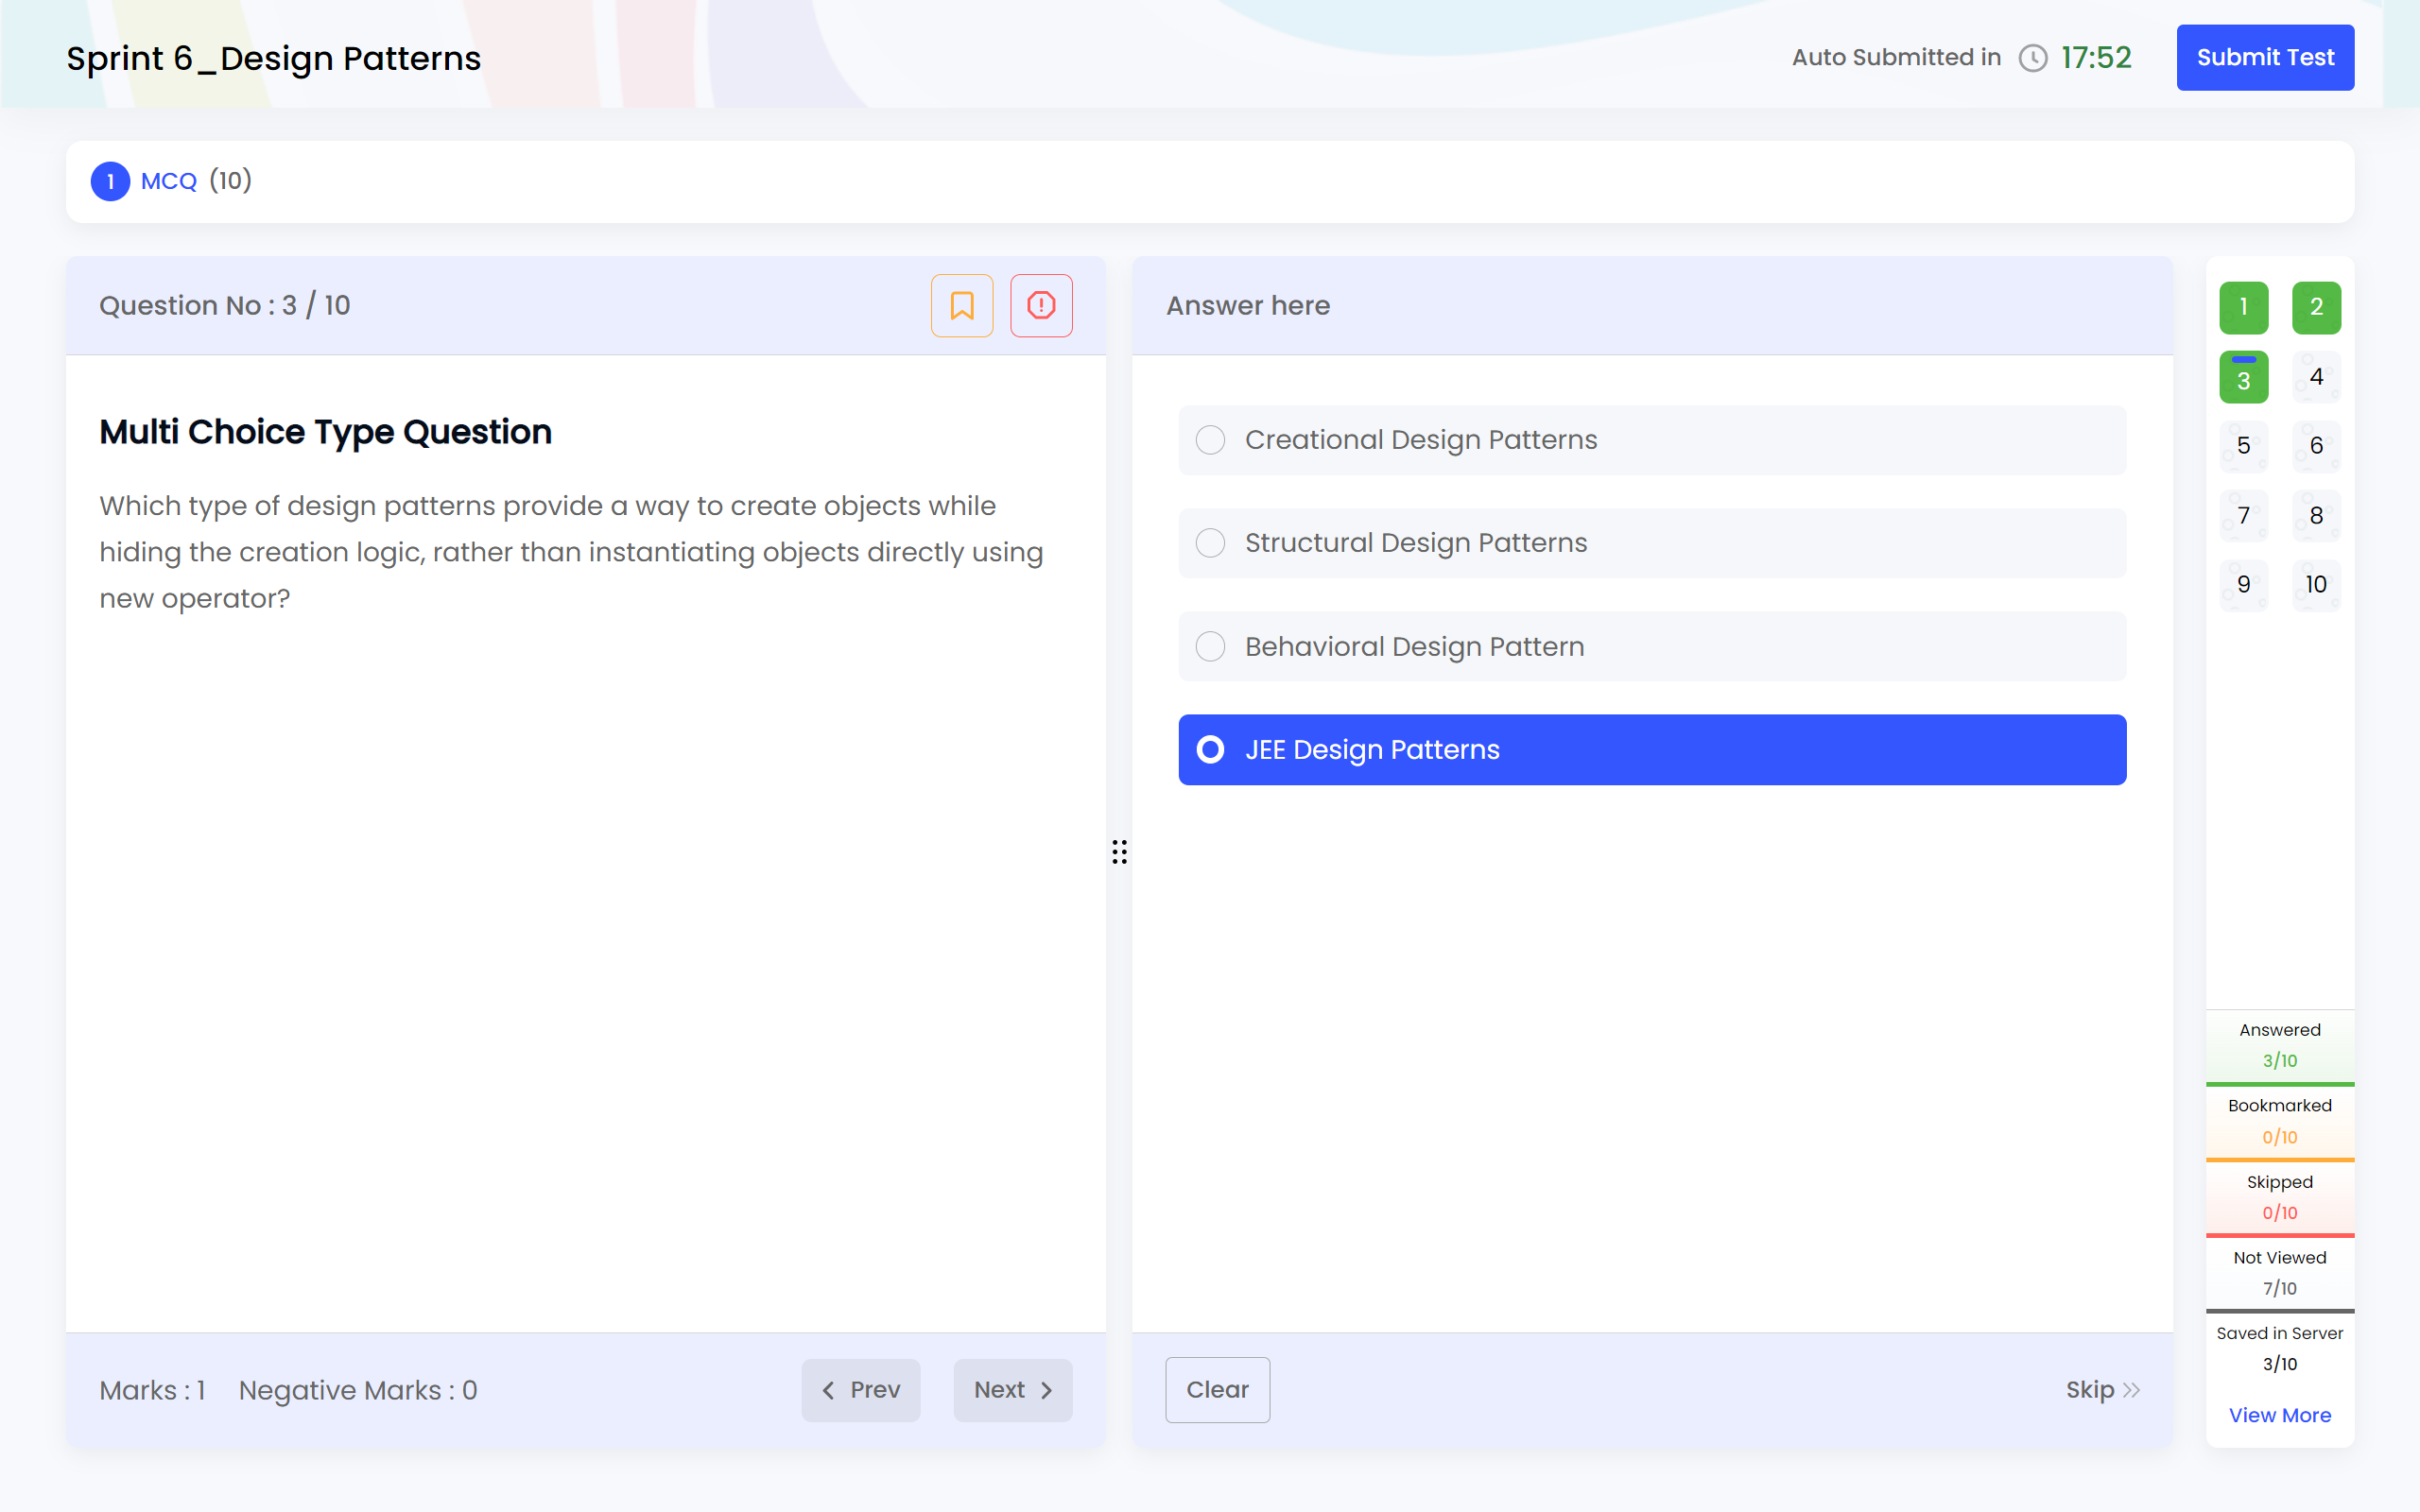 Sprint 6_Design Patterns
Auto Submitted in 17:52
Submit Test
1 MCQ (10)
Question No : 3 / 10
Multi Choice Type Question
Which type of design patterns provide a way to create objects while
hiding the creation logic, rather than instantiating objects directly using
new operator?
Marks : 1 Negative Marks : 0
Prev
Next
Answer here
Creational Design Patterns
Structural Design Patterns
Behavioral Design Pattern
JEE Design Patterns
Clear
Skip
1 2
3 4
5 6
7 8
9 10
Answered
3/10
Bookmarked
0/10
Skipped
0/10
Not Viewed
7/10
Saved in Server
3/10
View More